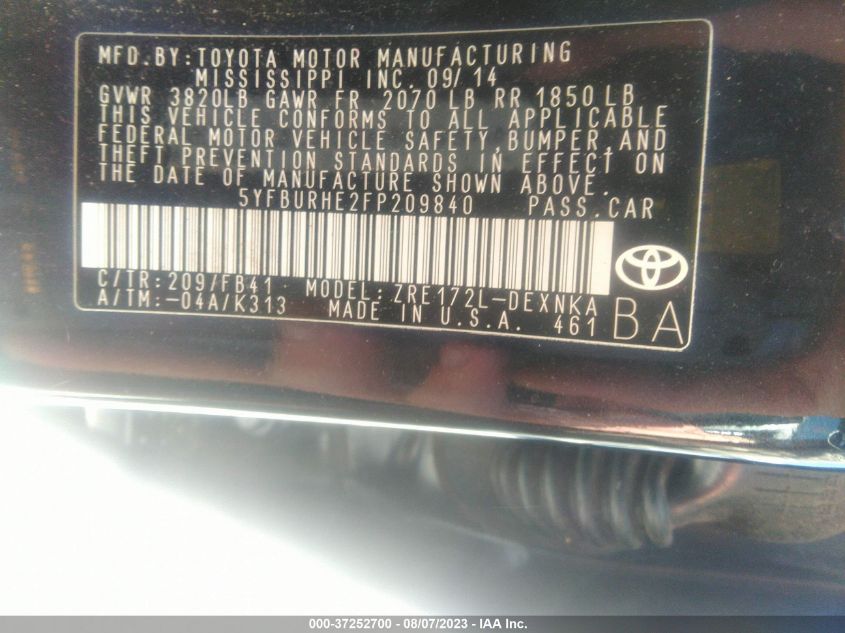 MFD.BY:TOYOTA MOTOR MANUFACTURING
MISSISSIPPI INC.09/14
GVWR 3820LB GAWR FR 2070 LB RR 1850LB
THIS VEHICLE CONFORMS TO ALL APPLICABLE
FEDERAL MOTOR VEHICLE SAFETY,BUMPER,AND
THEFT PREVENTION STANDARDS IN EFFECT ON
THE DATE OF MANUFACTURE SHOWN ABOVE.
5YFBURHE2FP209840 PASS.CAR
C/TR:209/FB41 MODEL:ZRE172L-DEXNKA
A/TM:-04A/K313 MADE IN U.S.A. 461
BA
000-37252700 - 08/07/2023 - IAA Inc.